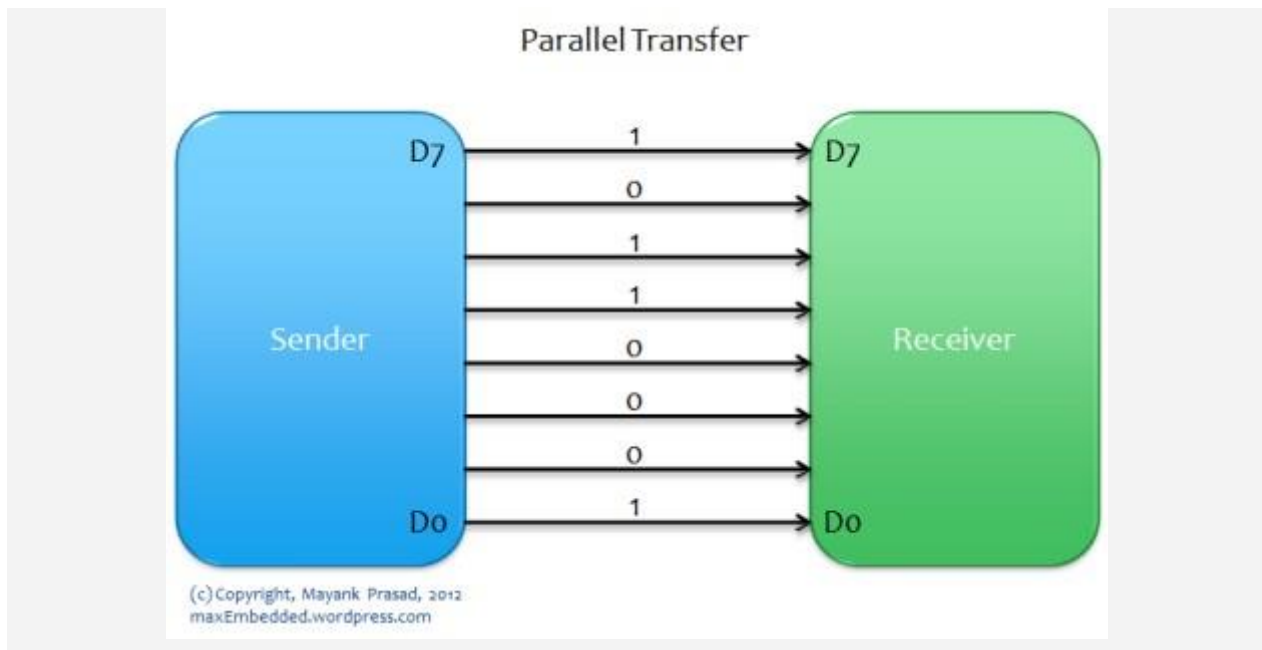 Parallel Transfer
D7 1 D7
0
1
1
Sender Receiver
0
0
0
D0 1 D0
(c) Copyright, Mayank Prasad, 2012
maxEmbedded.wordpress.com